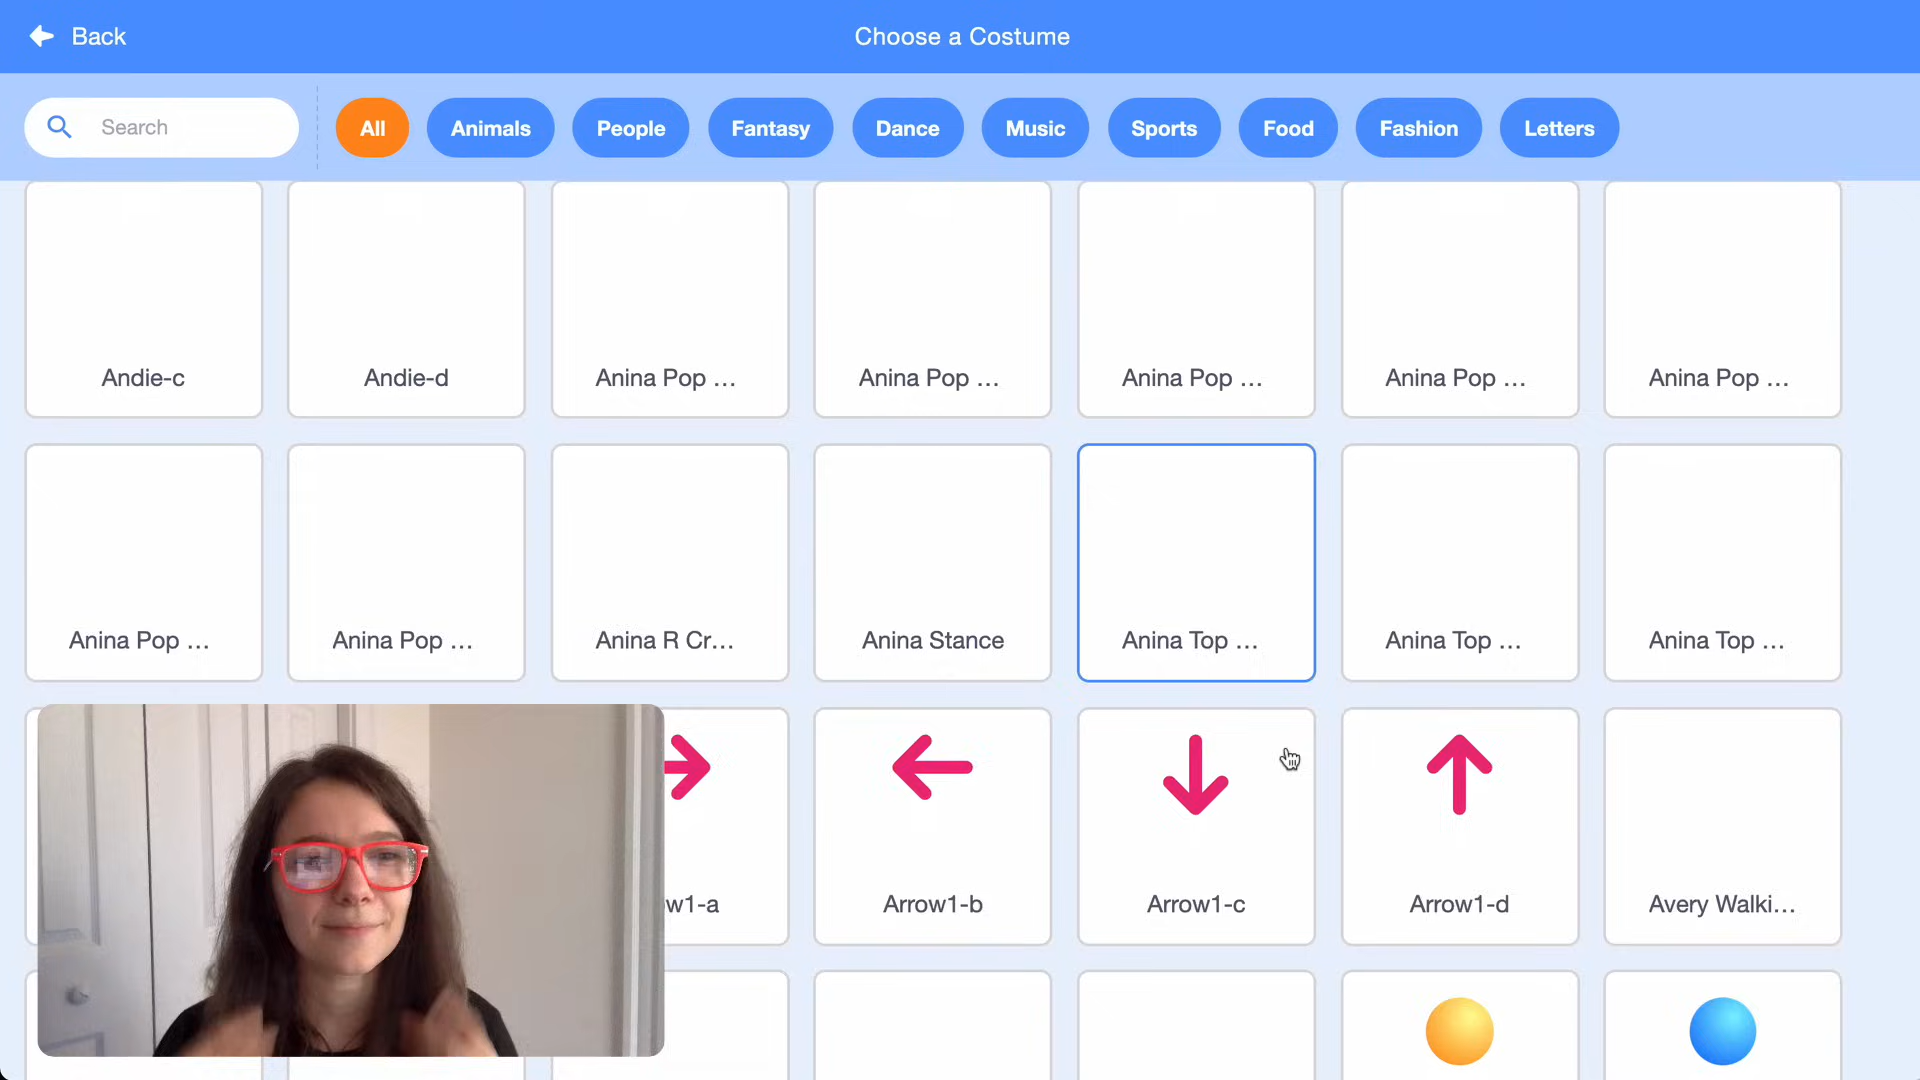 Back
Choose a Costume
Search
All
Animals
People
Fantasy
Dance
Music
Sports
Food
Fashion
Letters
Andie-c
Andie-d
Anina Pop ...
Anina Pop ...
Anina Pop ...
Anina Pop ...
Anina Pop ...
Anina Pop ...
Anina Pop ...
Anina R Cr...
Anina Stance
Anina Top ...
Anina Top ...
Anina Top ...
w1-a
Arrow1-b
Arrow1-c
Arrow1-d
Avery Walki...